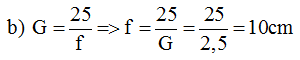 b) G = 25/f => f = 25/G = 25/2,5 = 10cm